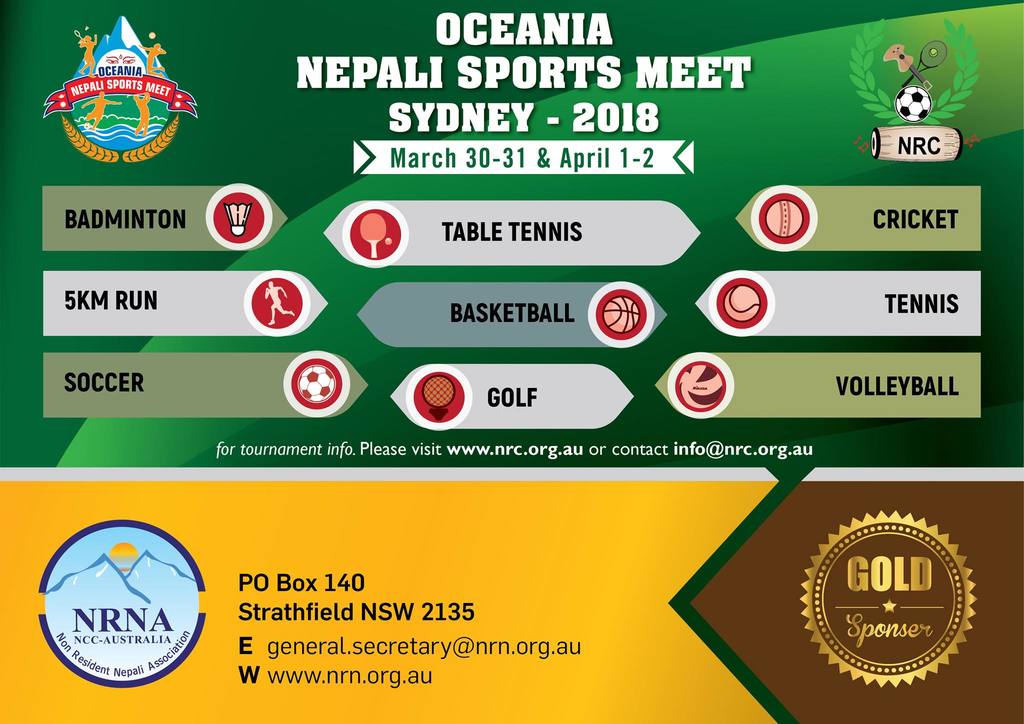 OCEANIA
NEPALI SPORTS MEET
SYDNEY - 2018
March 30-31 & April 1-2
OCEANIA
NEPALI SPORTS MEET
NRC
BADMINTON
TABLE TENNIS
CRICKET
5KM RUN
BASKETBALL
TENNIS
SOCCER
GOLF
VOLLEYBALL
for tournament info. Please visit www.nrc.org.au or contact info@nrc.org.au
NRNA
NCC-AUSTRALIA
Non Resident Nepali Association
PO Box 140
Strathfield NSW 2135
E general.secretary@nrn.org.au
W www.nrn.org.au
GOLD
Sponser